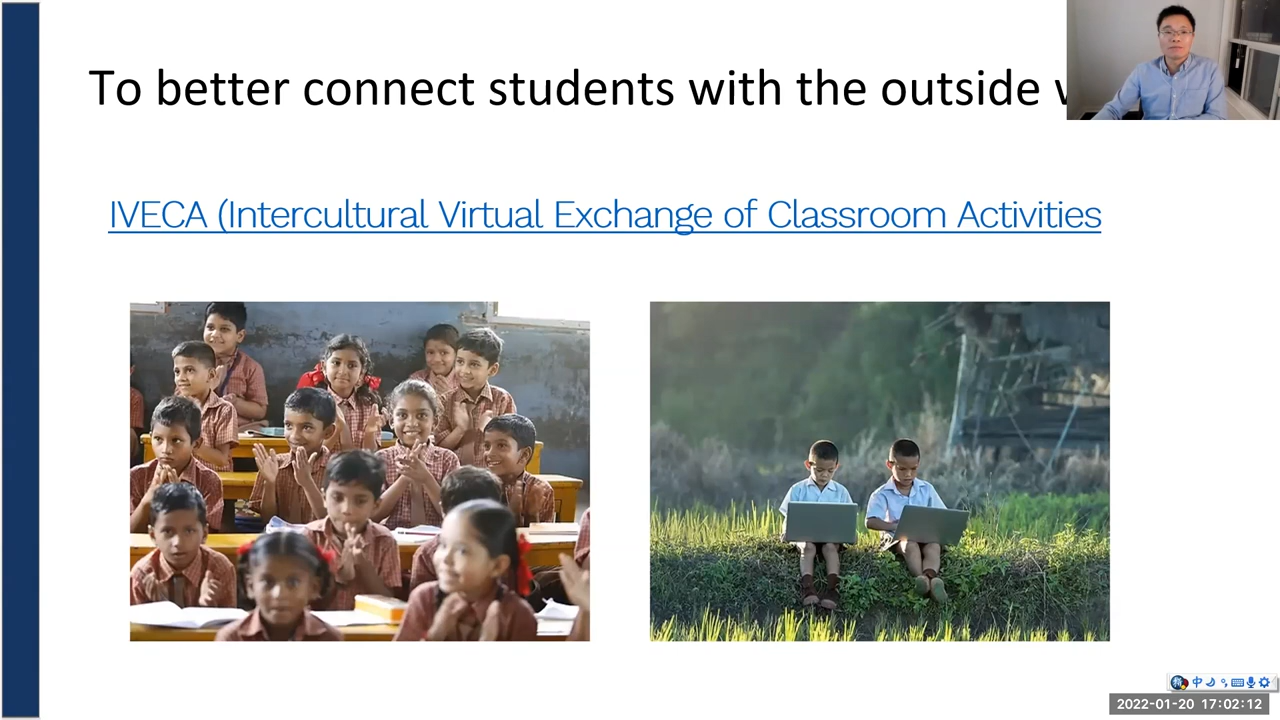 To better connect students with the outside
IVECA (Intercultural Virtual Exchange of Classroom Activities
中
2022-01-20 17:02:12